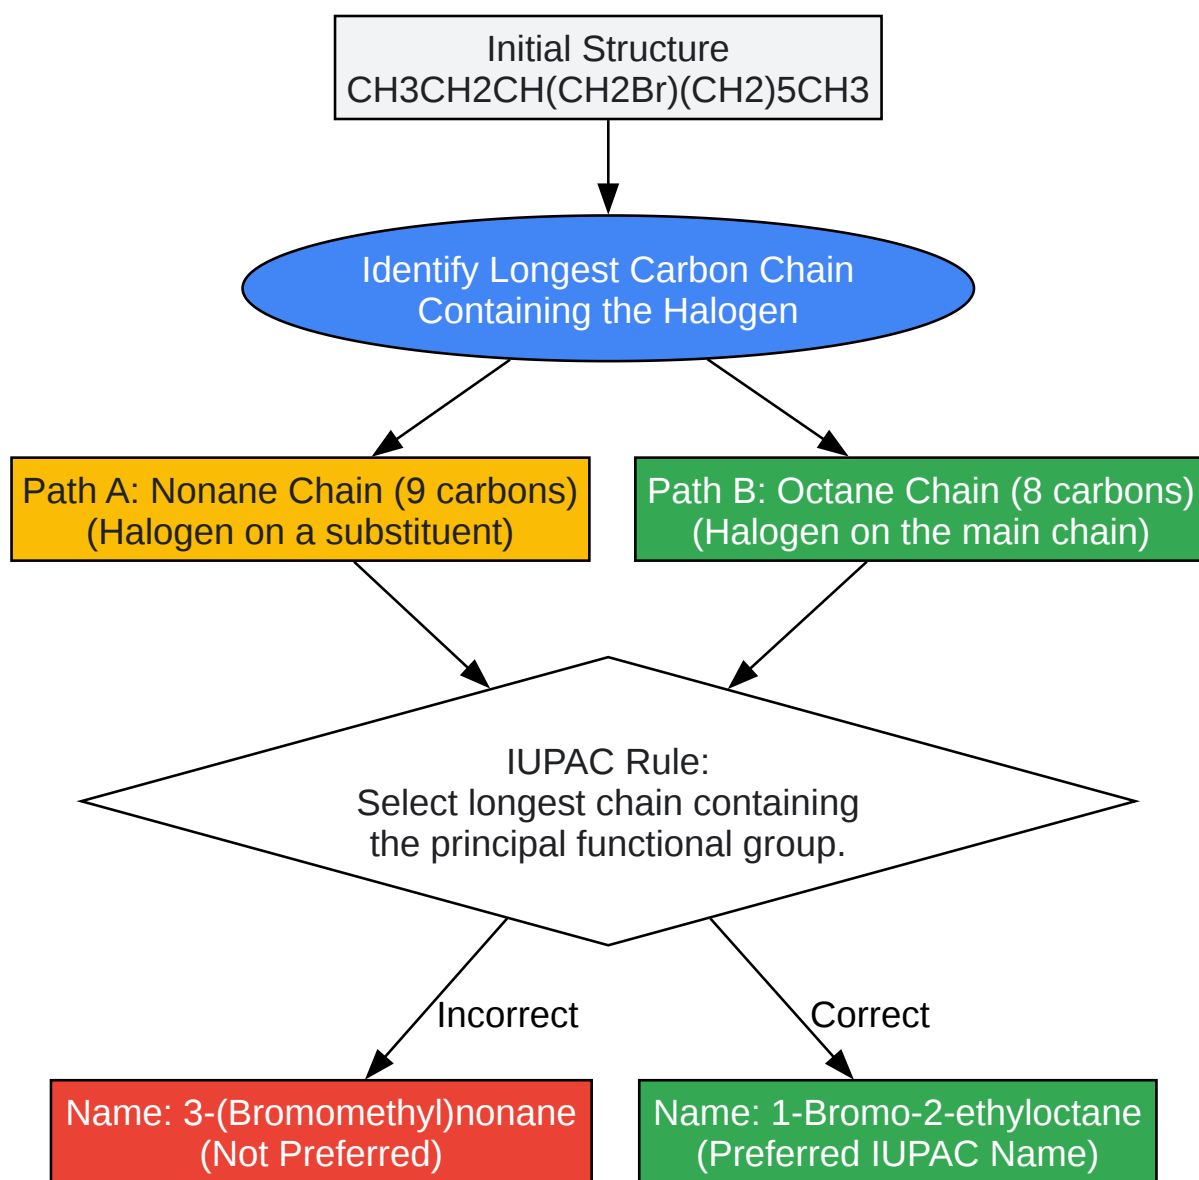 Initial Structure
CH3CH2CH(CH2Br)(CH2)5CH3
Identify Longest Carbon Chain
Containing the Halogen
Path A: Nonane Chain (9 carbons)
(Halogen on a substituent)
Path B: Octane Chain (8 carbons)
(Halogen on the main chain)
IUPAC Rule:
Select longest chain containing
the principal functional group.
Incorrect
Correct
Name: 3-(Bromomethyl)nonane
(Not Preferred)
Name: 1-Bromo-2-ethyloctane
(Preferred IUPAC Name)